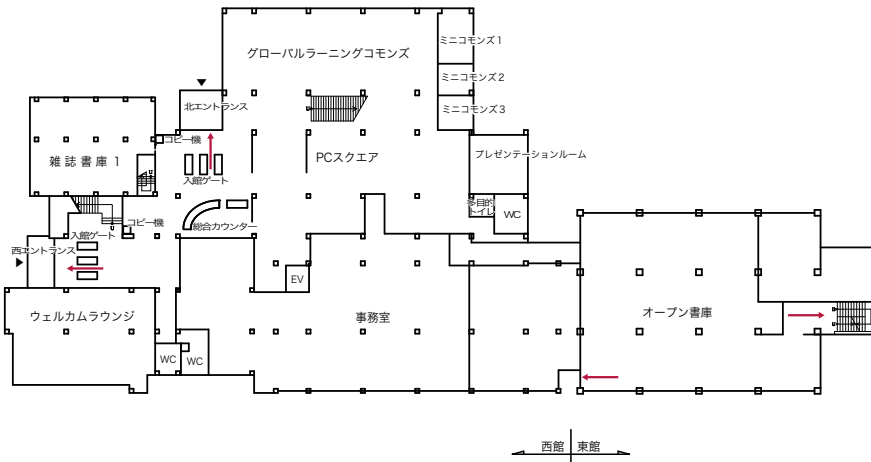 ミニコモンズ1
グローバルラーニングコモンズ
ミニコモンズ2
ミニコモンズ3
北エントランス
コピー機
雑誌書庫 1
PCスクエア
プレゼンテーションルーム
入館ゲート
多目的
トイレ
WC
コピー機
総合カウンター
入館ゲート
西エントランス
EV
ウェルカムラウンジ
事務室
オープン書庫
WC
WC
西館
東館